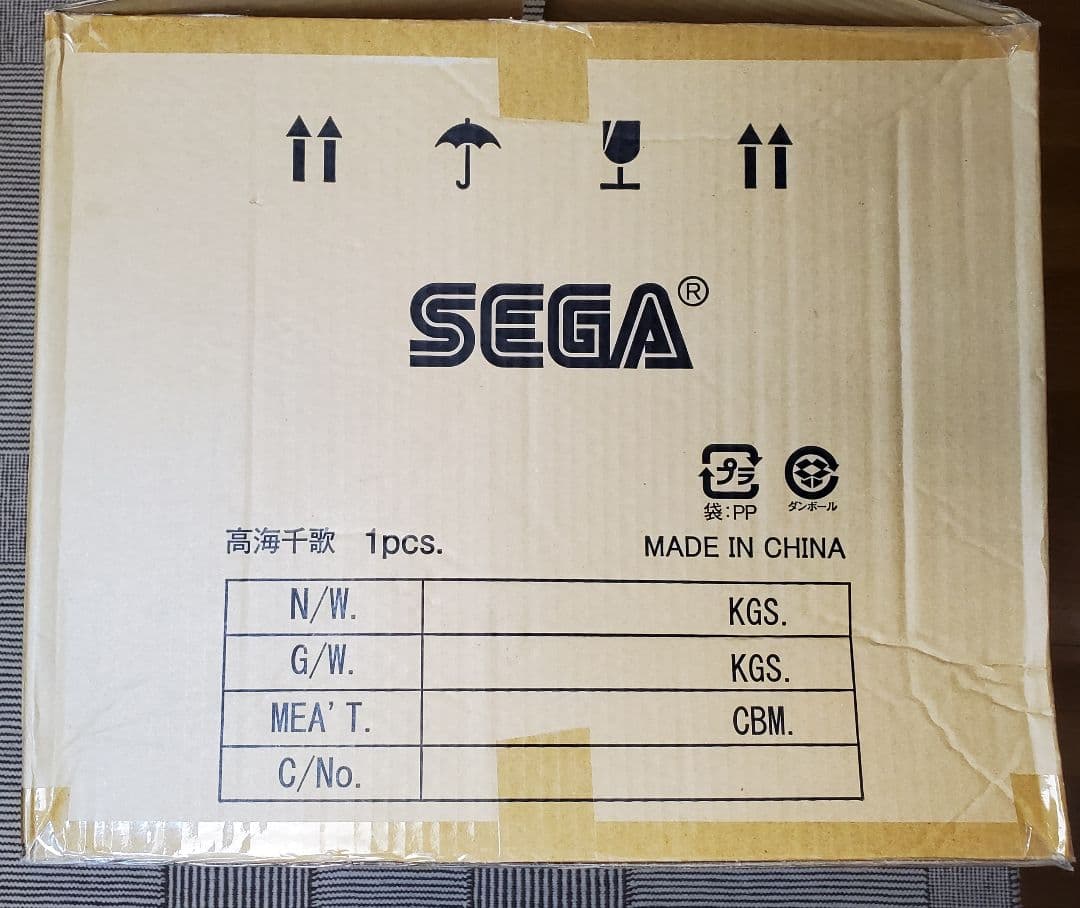 SEGA®
プラ
袋:PP
ダンボール
高海千歌 1pcs.
MADE IN CHINA
N/W. KGS.
G/W. KGS.
MEA'T. CBM.
C/No.